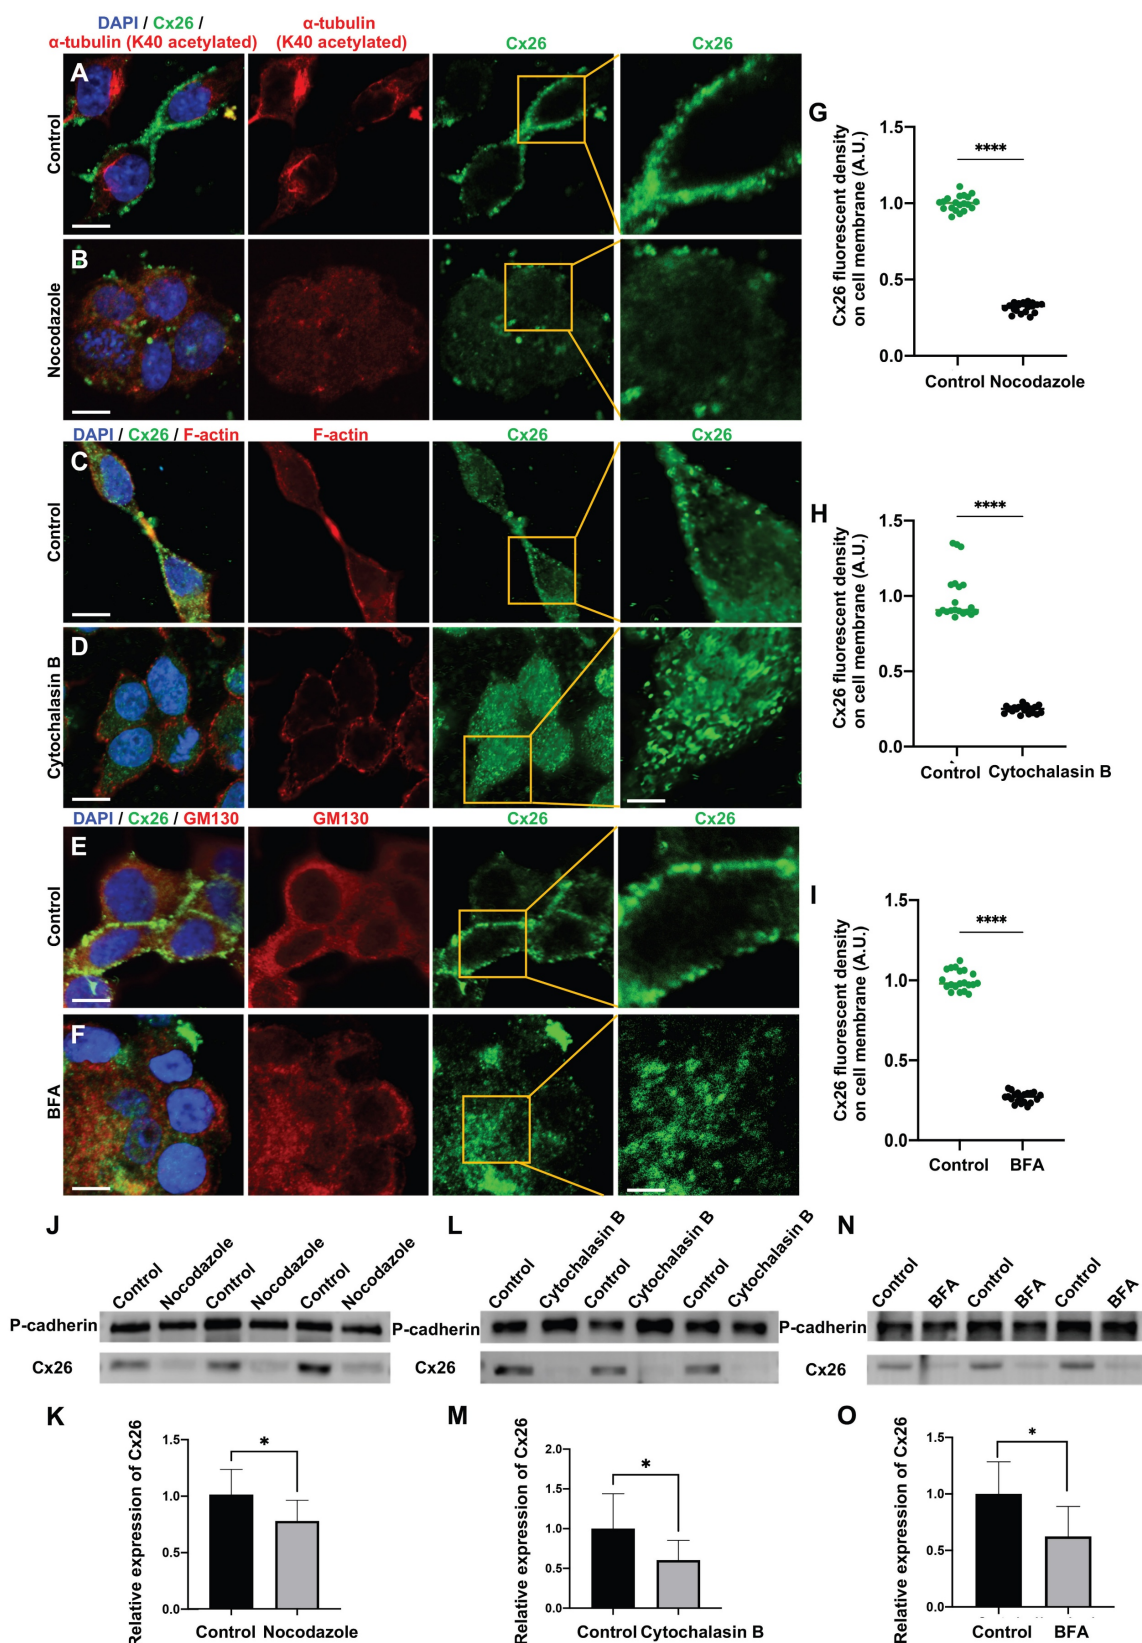 DAPI / Cx26 /
α-tubulin (K40 acetylated)
α-tubulin
(K40 acetylated)
Cx26
Cx26
A
Control
B
Nocodazole
DAPI / Cx26 / F-actin
F-actin
Cx26
Cx26
C
Control
D
Cytochalasin B
DAPI / Cx26 / GM130
GM130
Cx26
Cx26
E
Control
F
BFA
G
Cx26 fluorescent density
on cell membrane (A.U.)
1.5
1.0
0.5
0.0
****
Control Nocodazole
H
Cx26 fluorescent density
on cell membrane (A.U.)
1.5
1.0
0.5
0.0
****
Control Cytochalasin B
I
Cx26 fluorescent density
on cell membrane (A.U.)
1.5
1.0
0.5
0.0
****
Control BFA
J
Control Nocodazole Control Nocodazole Control Nocodazole
P-cadherin
Cx26
L
Control Cytochalasin B Control Cytochalasin B Control Cytochalasin B
P-cadherin
Cx26
N
Control BFA Control BFA Control BFA
P-cadherin
Cx26
K
Relative expression of Cx26
1.5
1.0
0.5
0.0
*
Control Nocodazole
M
Relative expression of Cx26
2.0
1.5
1.0
0.5
0.0
*
Control Cytochalasin B
O
Relative expression of Cx26
1.5
1.0
0.5
0.0
*
Control BFA